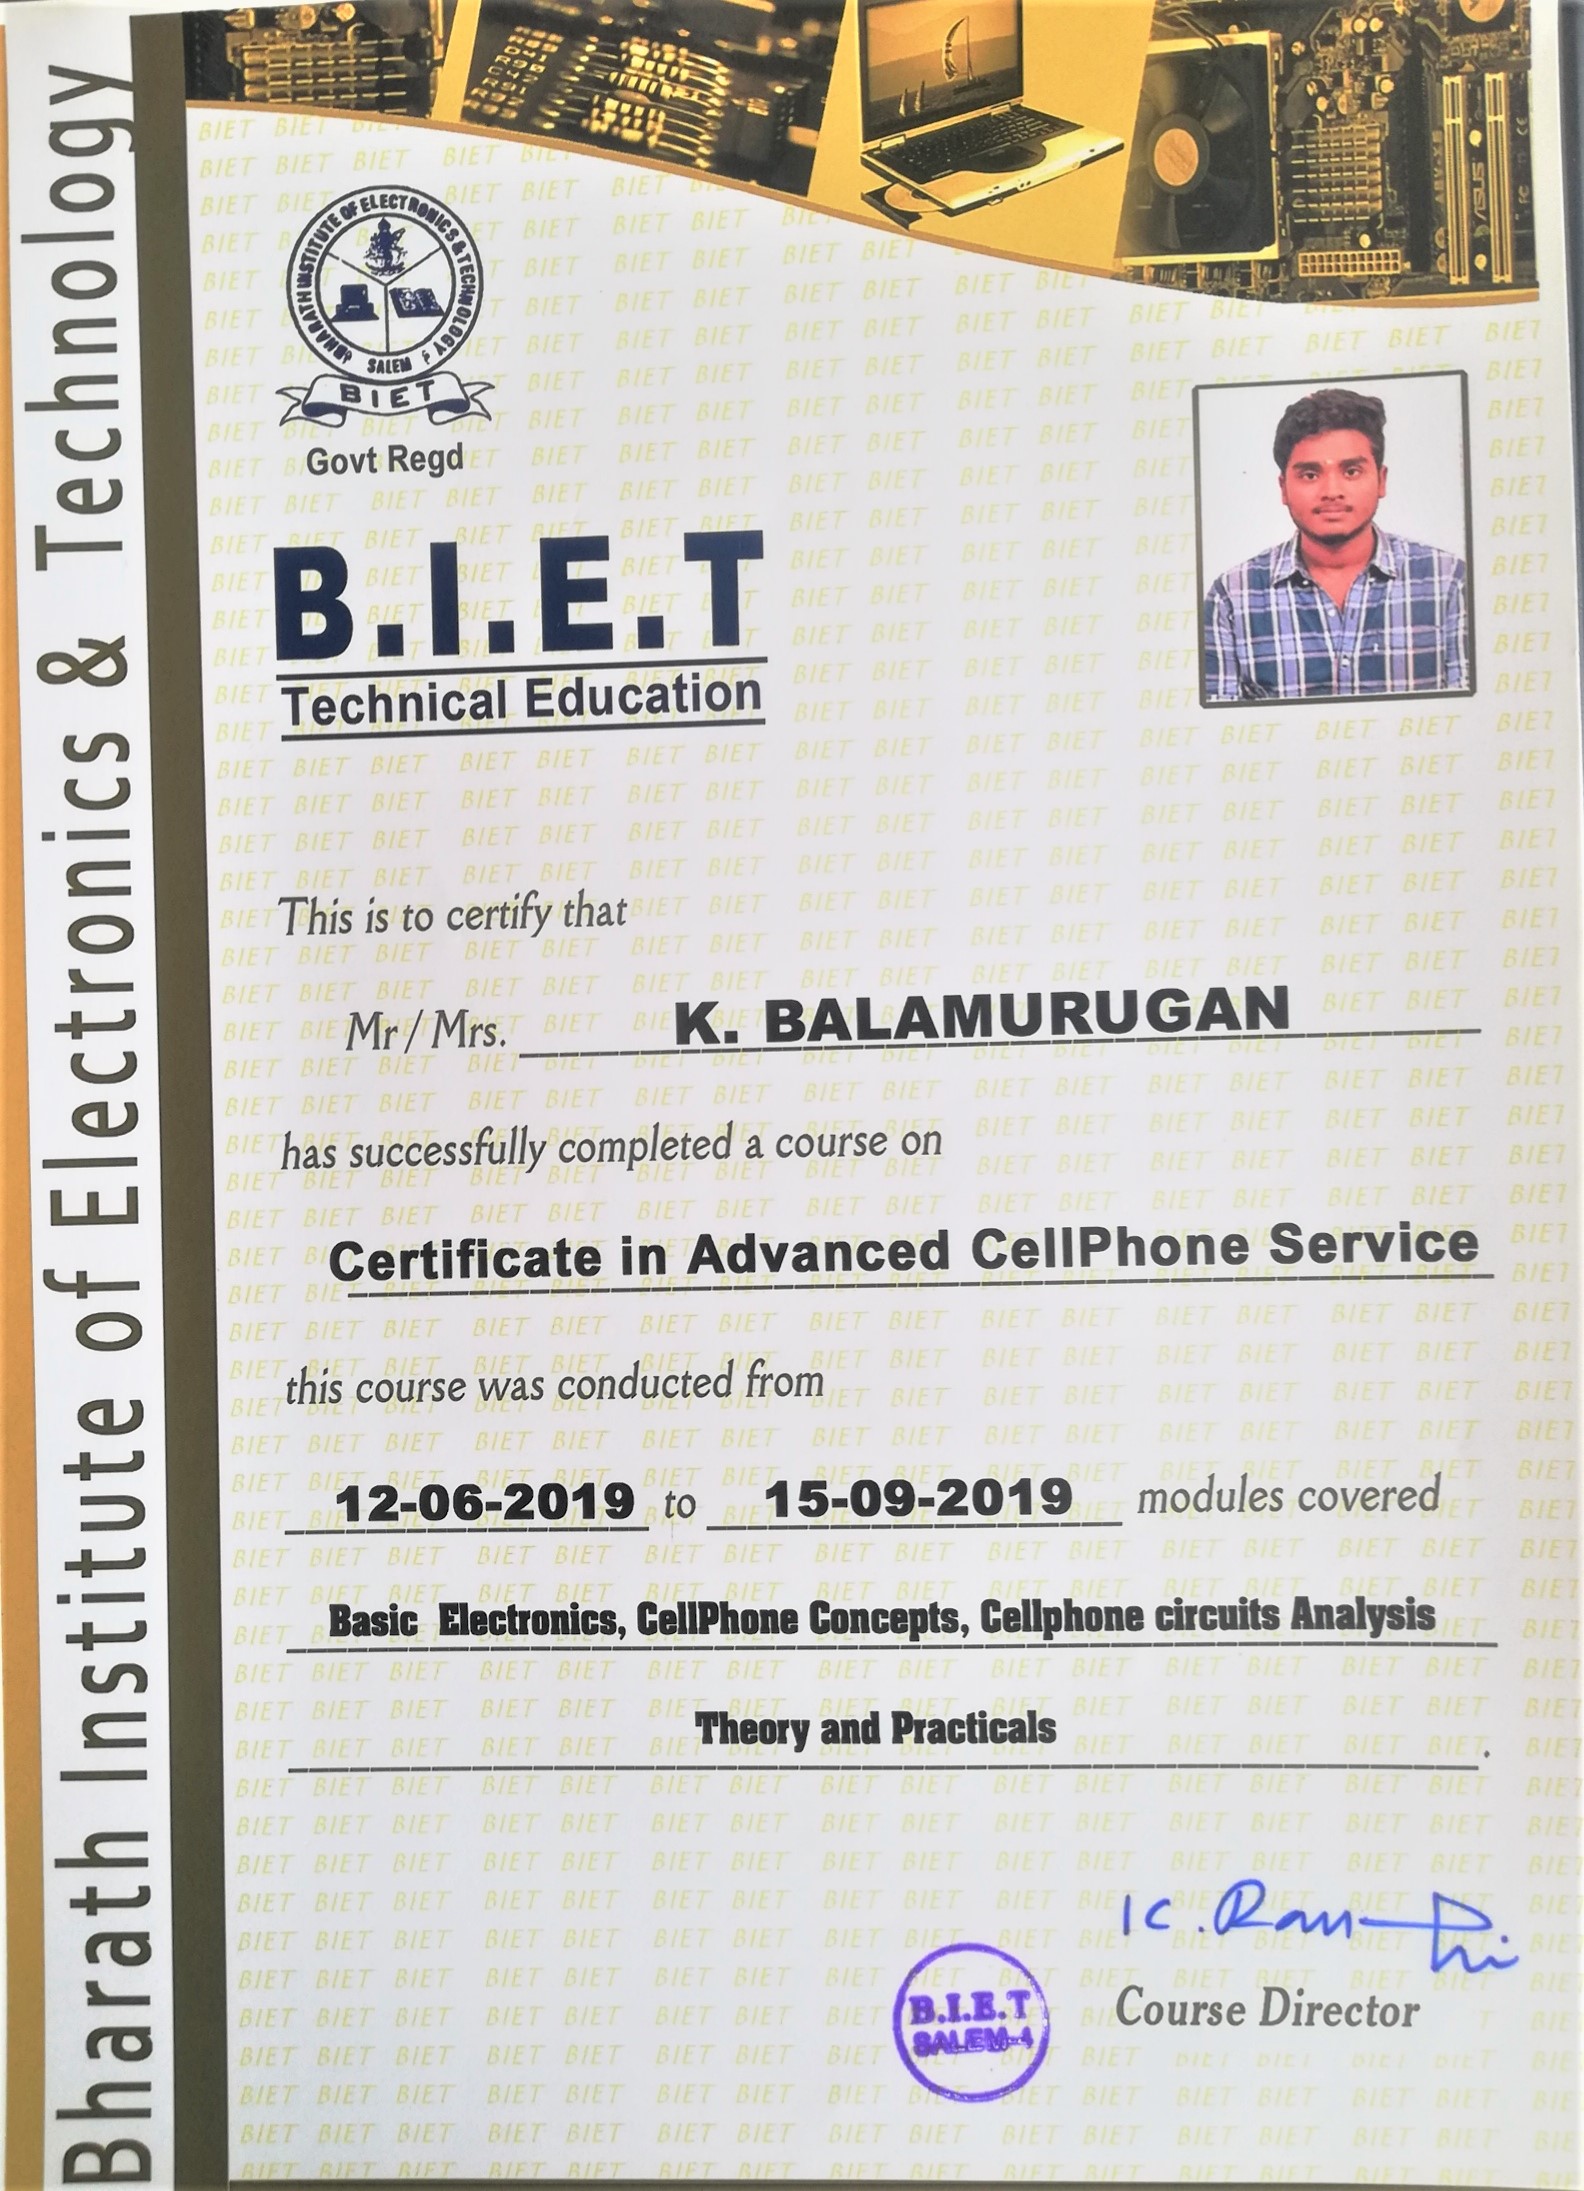 Bharath Institute of Electronics & Technology
BHARATH INSTITUTE OF ELECTRONICS & TECHNOLOGY
SALEM
BIET
Govt Regd
B.I.E.T
Technical Education
This is to certify that
Mr / Mrs. K. BALAMURUGAN
has successfully completed a course on
Certificate in Advanced CellPhone Service
this course was conducted from
12-06-2019 to 15-09-2019 modules covered
Basic Electronics, CellPhone Concepts, Cellphone circuits Analysis
Theory and Practicals .
B.I.E.T
SALEM-4
Course Director
ASUS